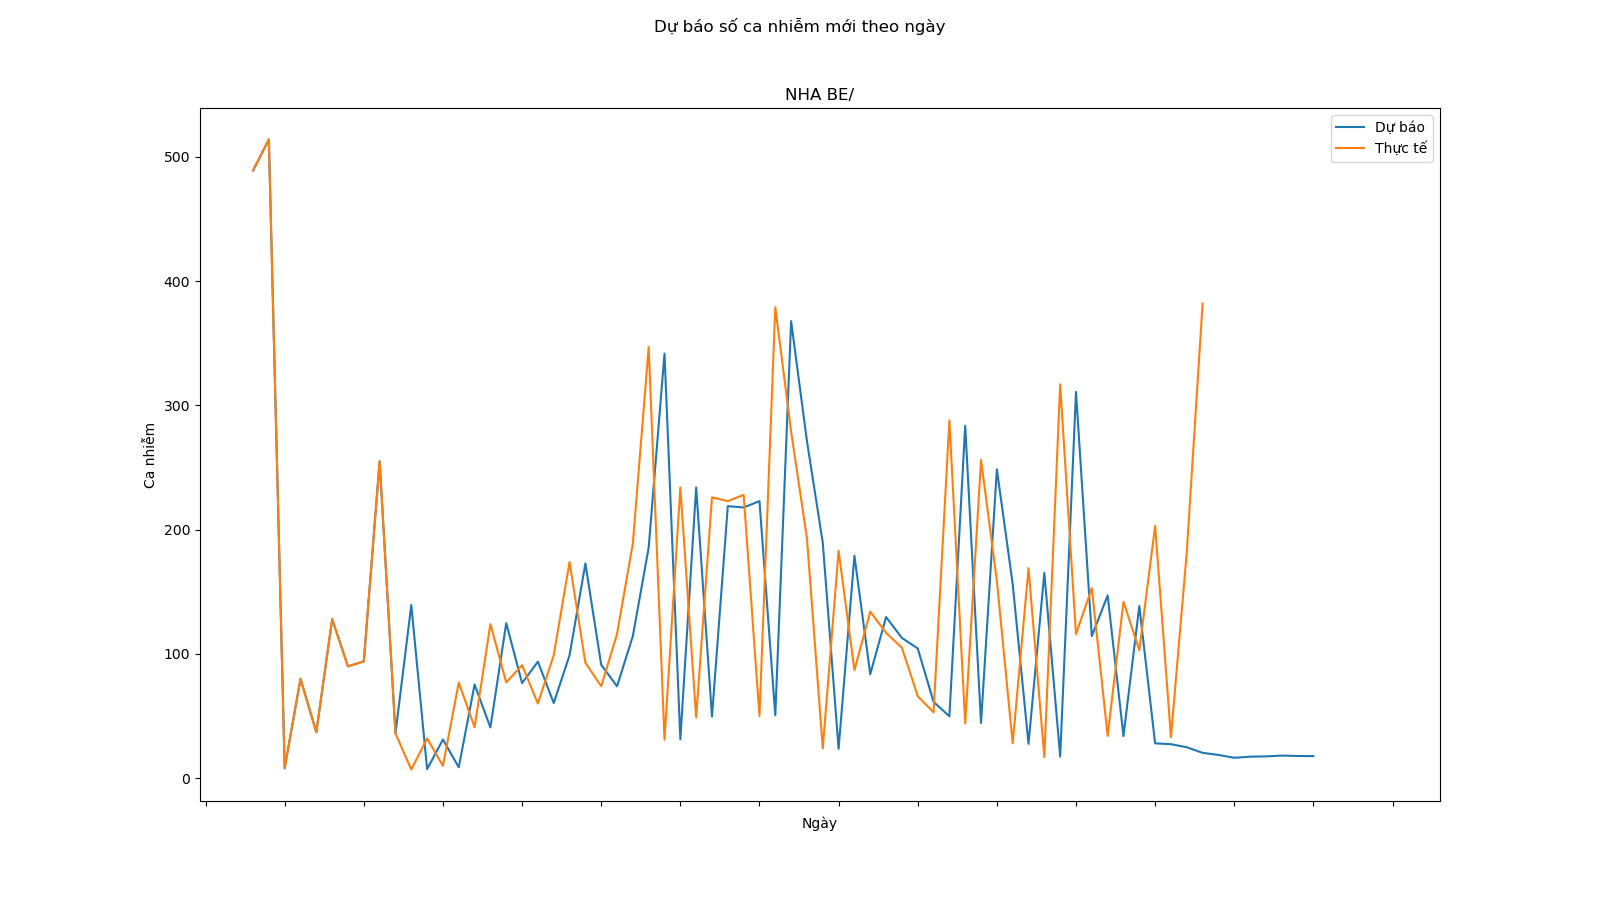 Dự báo số ca nhiễm mới theo ngày
NHA BE/
Dự báo
Thực tế
500
400
300
200
100
0
Ca nhiễm
Ngày